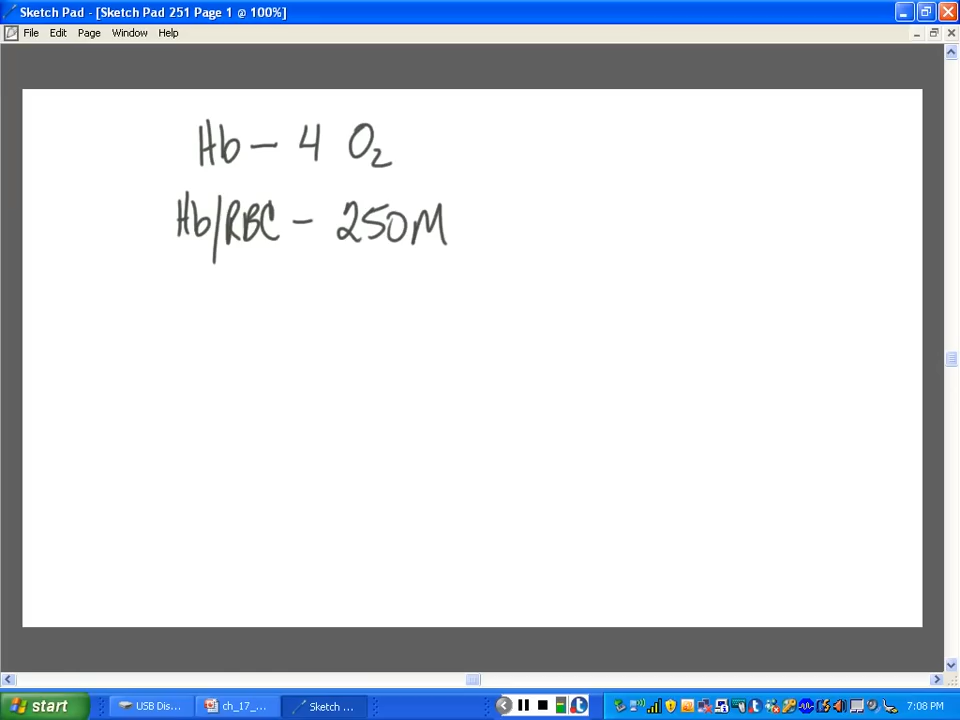 Sketch Pad - [Sketch Pad 251 Page 1 @ 100%]
File Edit Page Window Help
Hb – 4 O₂
Hb/RBC – 250M
start USB Dis... ch_17_... Sketch ... 7:08 PM